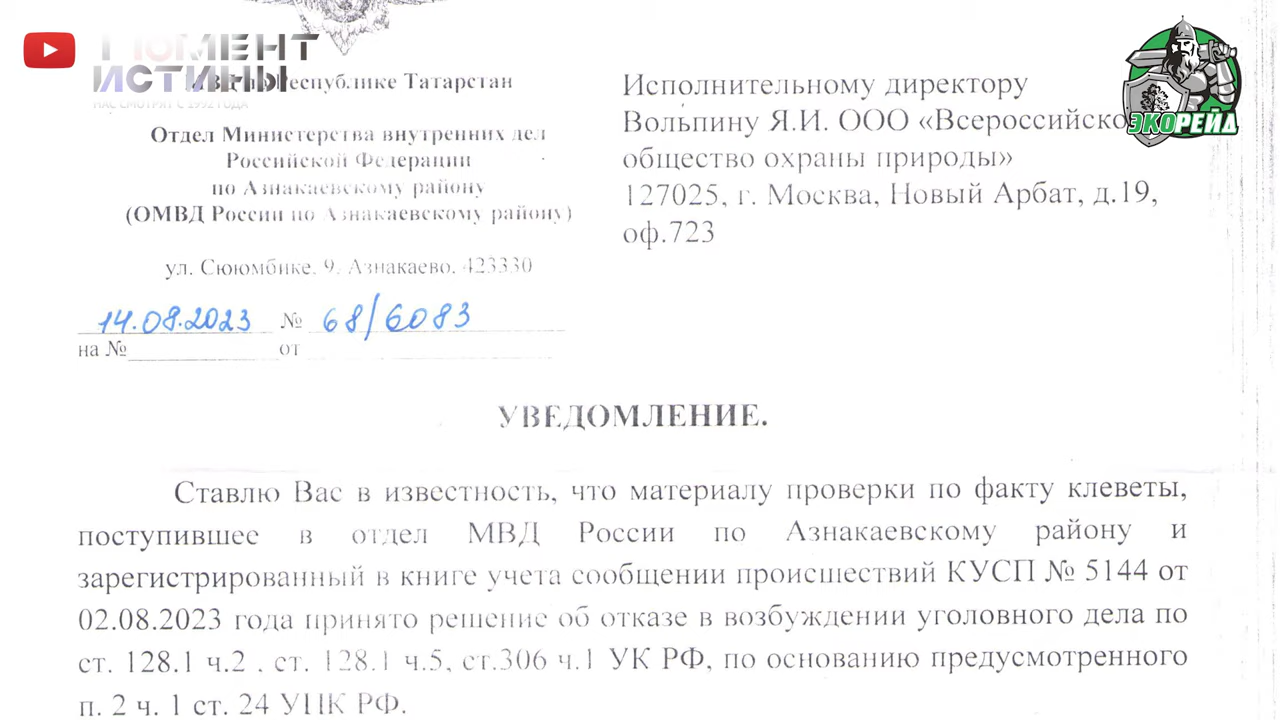 МОМЕНТ
ИСТИНЫ
НАС СМОТРЯТ С 1992 ГОДА
ЭКОРЕЙД
Республике Татарстан
Отдел Министерства внутренних дел
Российской Федерации
по Азнакаевскому району
(ОМВД России по Азнакаевскому району)
ул. Сююмбике, 9, Азнакаево, 423330
14.08.2023 № 68/6083
на № от
Исполнительному директору
Вольпину Я.И. ООО «Всероссийско
общество охраны природы»
127025, г. Москва, Новый Арбат, д.19,
оф.723
УВЕДОМЛЕНИЕ.
Ставлю Вас в известность, что материалу проверки по факту клеветы,
поступившее в отдел МВД России по Азнакаевскому району и
зарегистрированный в книге учета сообщении происшествий КУСП № 5144 от
02.08.2023 года принято решение об отказе в возбуждении уголовного дела по
ст. 128.1 ч.2 , ст. 128.1 ч.5, ст.306 ч.1 УК РФ, по основанию предусмотренного
п. 2 ч. 1 ст. 24 УПК РФ.